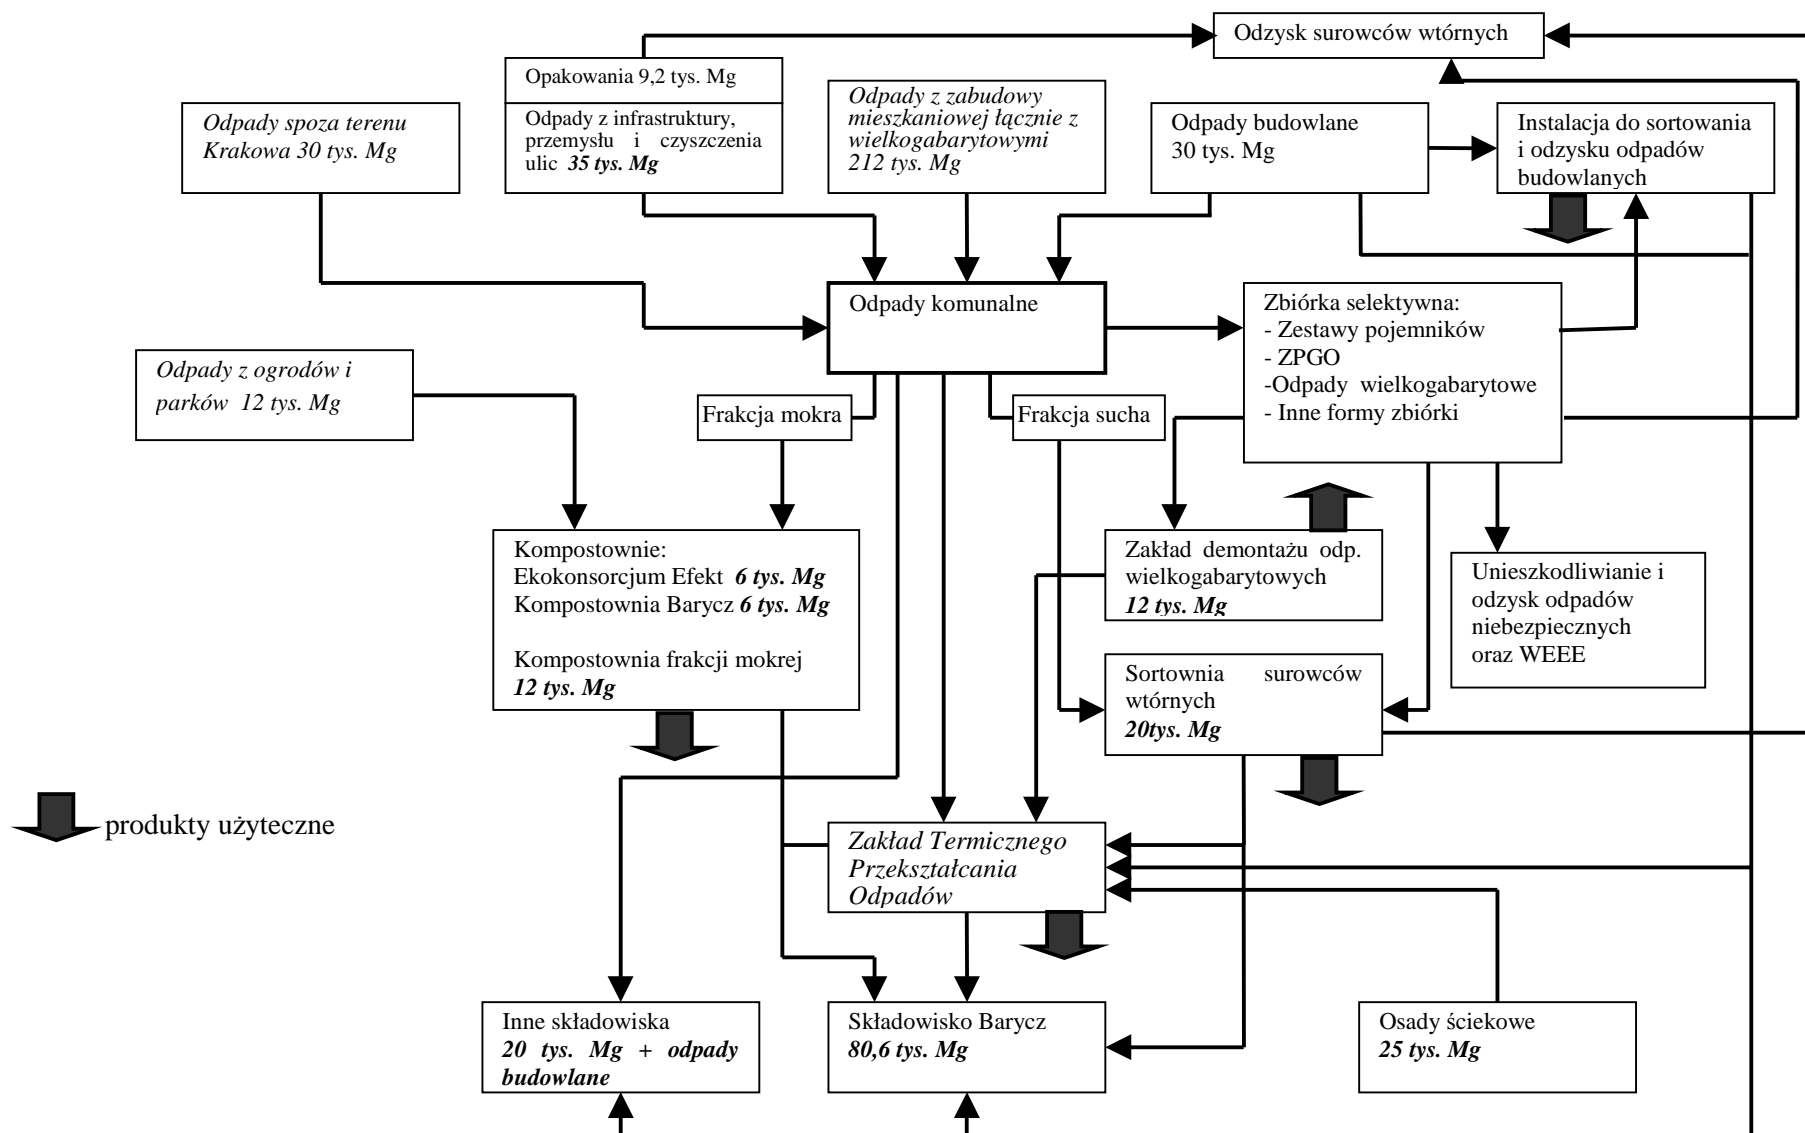 Odzysk surowców wtórnych
Opakowania 9,2 tys. Mg
Odpady z infrastruktury,
przemysłu i czyszczenia
ulic 35 tys. Mg
Odpady z zabudowy
mieszkaniowej łącznie z
wielkogabarytowymi
212 tys. Mg
Odpady budowlane
30 tys. Mg
Instalacja do sortowania
i odzysku odpadów
budowlanych
Odpady spoza terenu
Krakowa 30 tys. Mg
Odpady komunalne
Zbiórka selektywna:
- Zestawy pojemników
- ZPGO
-Odpady wielkogabarytowe
- Inne formy zbiórki
Odpady z ogrodów i
parków 12 tys. Mg
Frakcja mokra
Frakcja sucha
Kompostownie:
Ekokonsorcjum Efekt 6 tys. Mg
Kompostownia Barycz 6 tys. Mg
Kompostownia frakcji mokrej
12 tys. Mg
Zakład demontażu odp.
wielkogabarytowych
12 tys. Mg
Unieszkodliwianie i
odzysk odpadów
niebezpiecznych
oraz WEEE
Sortownia surowców
wtórnych
20tys. Mg
produkty użyteczne
Zakład Termicznego
Przekształcania
Odpadów
Inne składowiska
20 tys. Mg + odpady
budowlane
Składowisko Barycz
80,6 tys. Mg
Osady ściekowe
25 tys. Mg